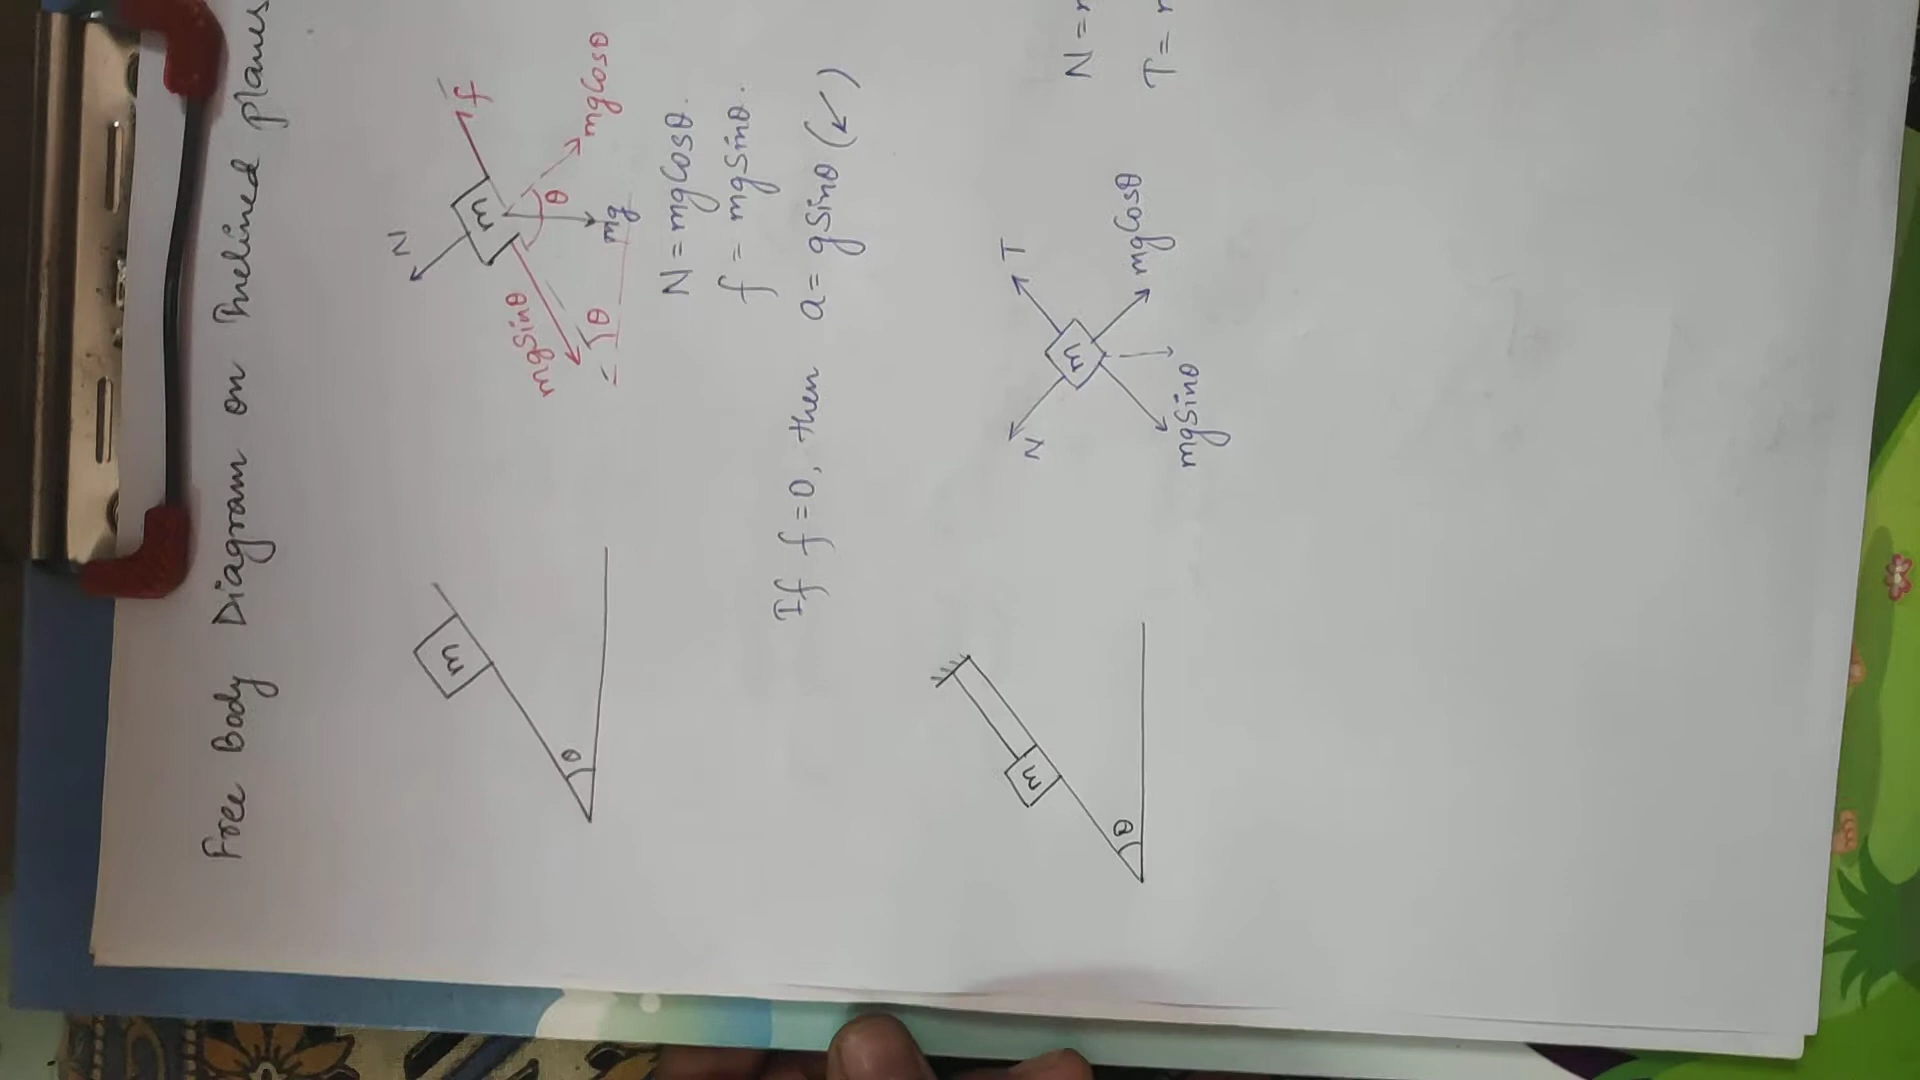 Free Body Diagram on Inclined planes
m
θ
N
f
m
mgsinθ
θ
mgcosθ
mg
θ
N = mgcosθ.
f = mgsinθ.
If f = 0, then a = gsinθ (↙)
m
θ
N
T
m
mgsinθ
mgcosθ
N =
T =